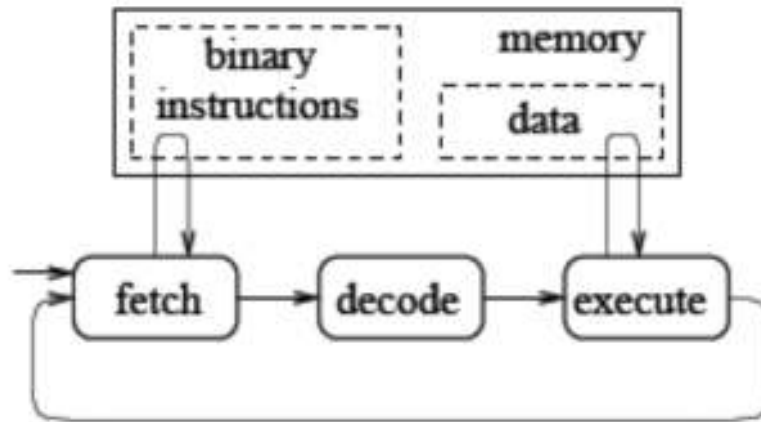 binary
instructions
memory
data
fetch
decode
execute